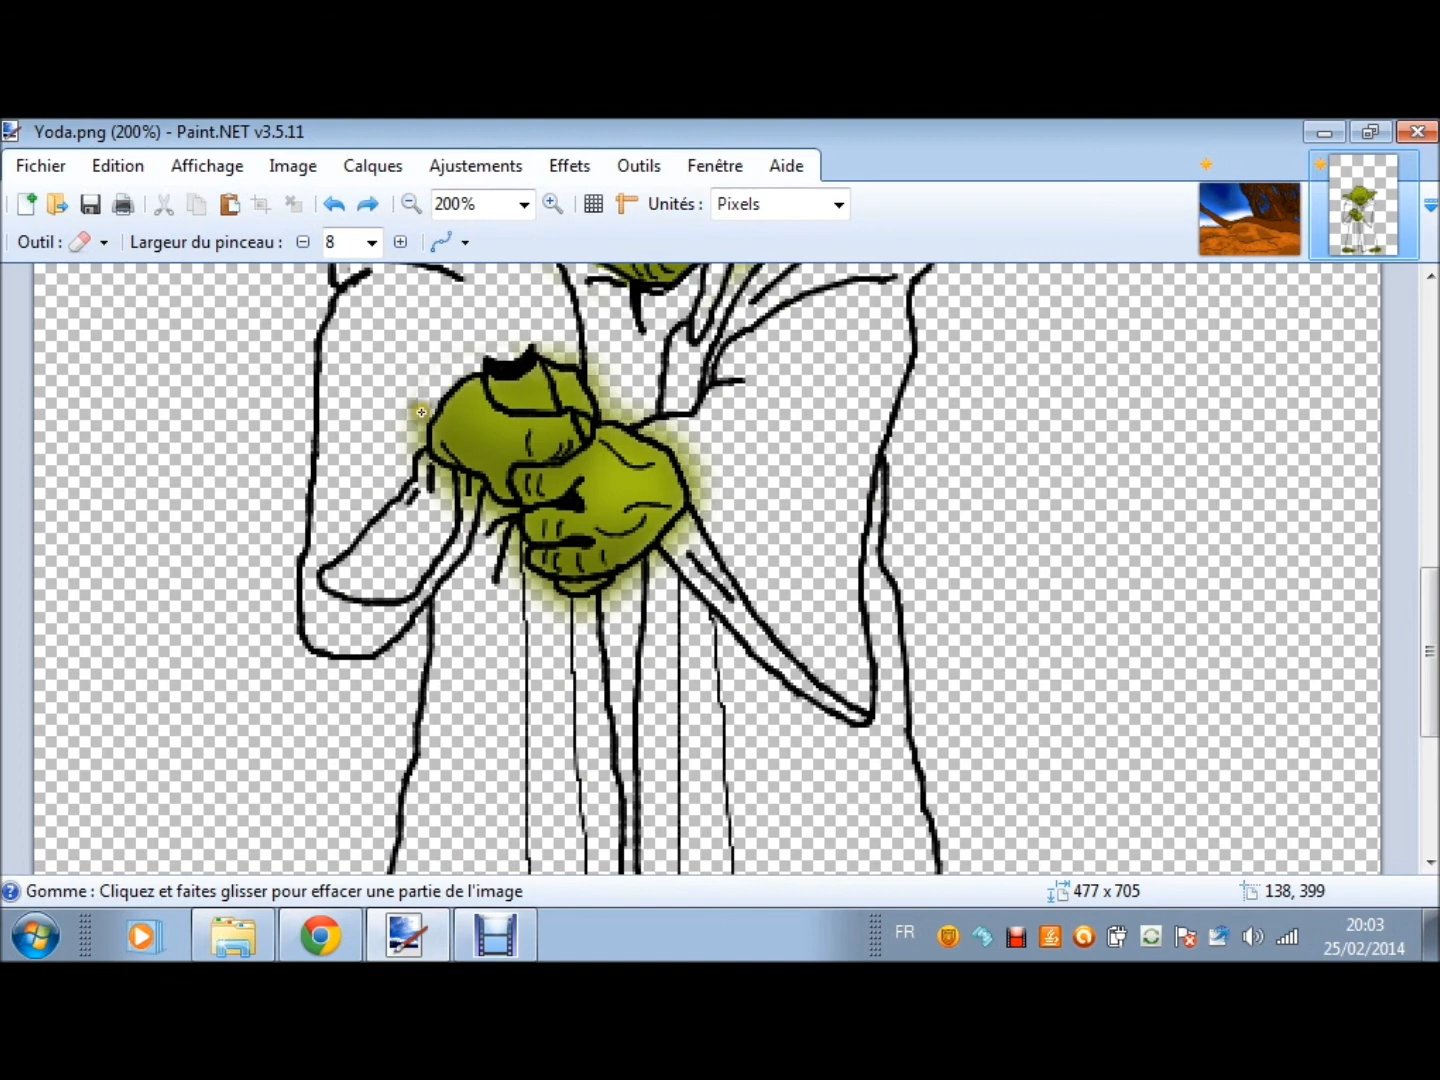 Yoda.png (200%) - Paint.NET v3.5.11
Fichier Edition Affichage Image Calques Ajustements Effets Outils Fenêtre Aide
200% Unités : Pixels
Outil : Largeur du pinceau : 8
Gomme : Cliquez et faites glisser pour effacer une partie de l'image 477 x 705 138, 399
FR 20:03
25/02/2014